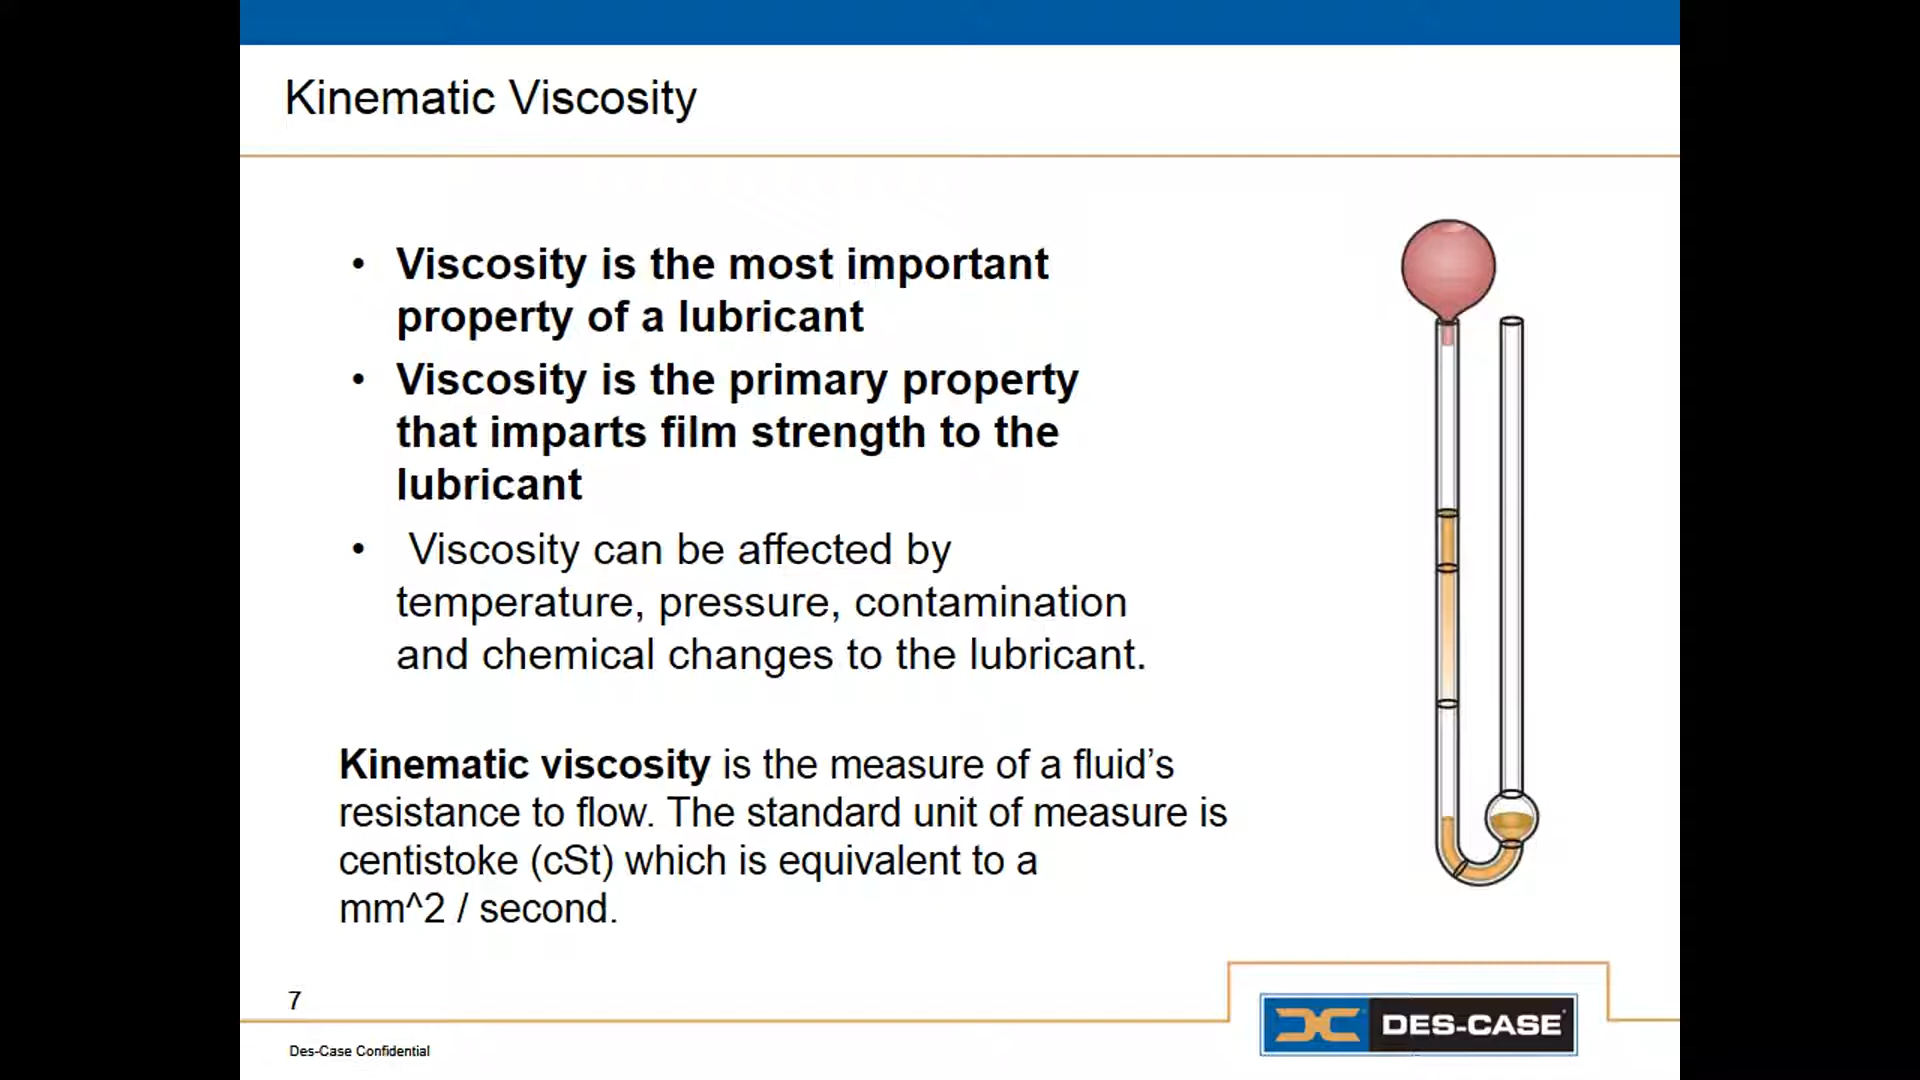 Kinematic Viscosity
• Viscosity is the most important
property of a lubricant
• Viscosity is the primary property
that imparts film strength to the
lubricant
• Viscosity can be affected by
temperature, pressure, contamination
and chemical changes to the lubricant.
Kinematic viscosity is the measure of a fluid’s
resistance to flow. The standard unit of measure is
centistoke (cSt) which is equivalent to a
mm^2 / second.
7
DES-CASE
Des-Case Confidential